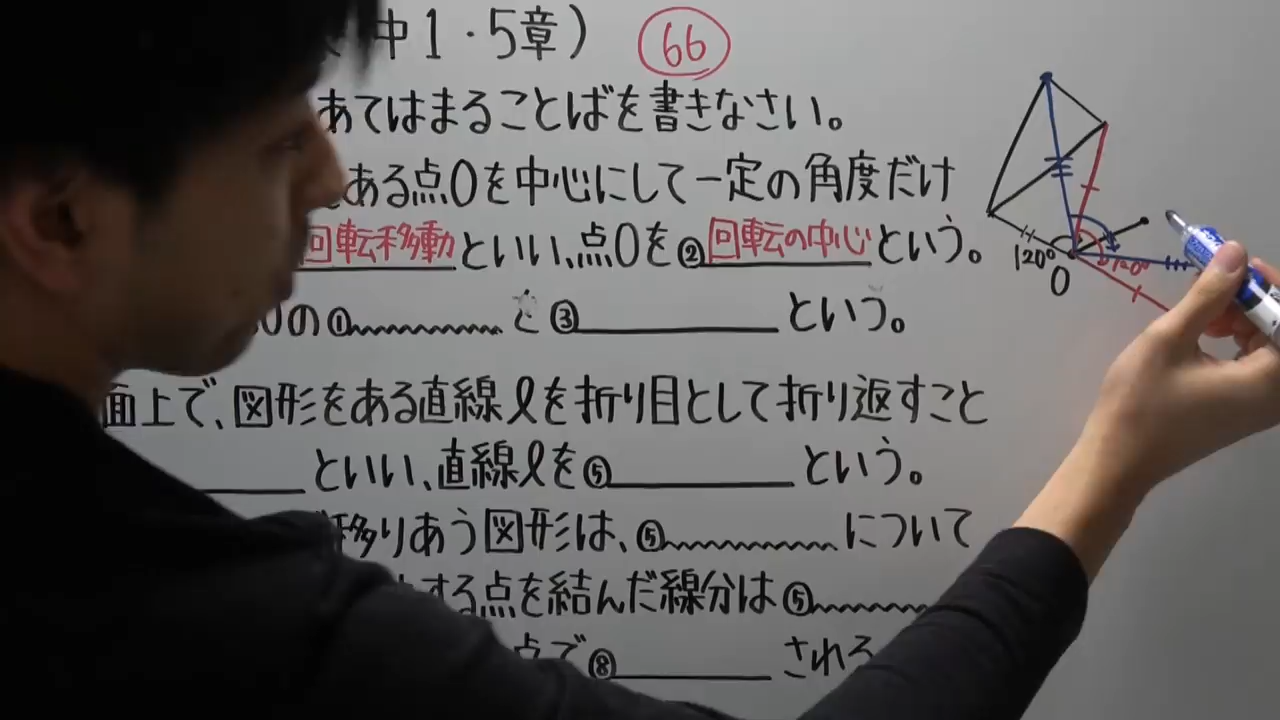 中1・5章) 66
あてはまることばを書きなさい。
ある点Oを中心にして一定の角度だけ
回転移動といい、点Oを②回転の中心という。
の① を③ という。
面上で、図形をある直線ℓを折り目として折り返すこと
といい、直線ℓを⑤ という。
移りあう図形は、⑤ について
する点を結んだ線分は⑤
点で⑧ される
120° 120°
O